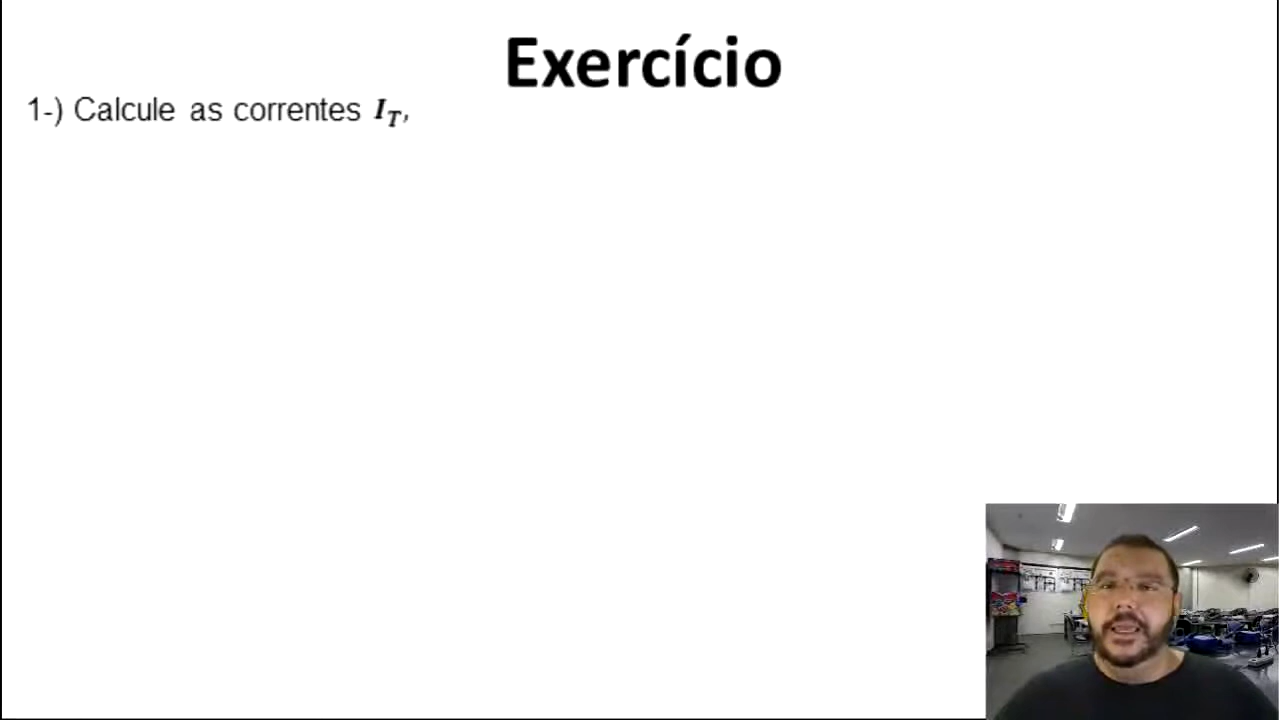 Exercício
1-) Calcule as correntes I_T,